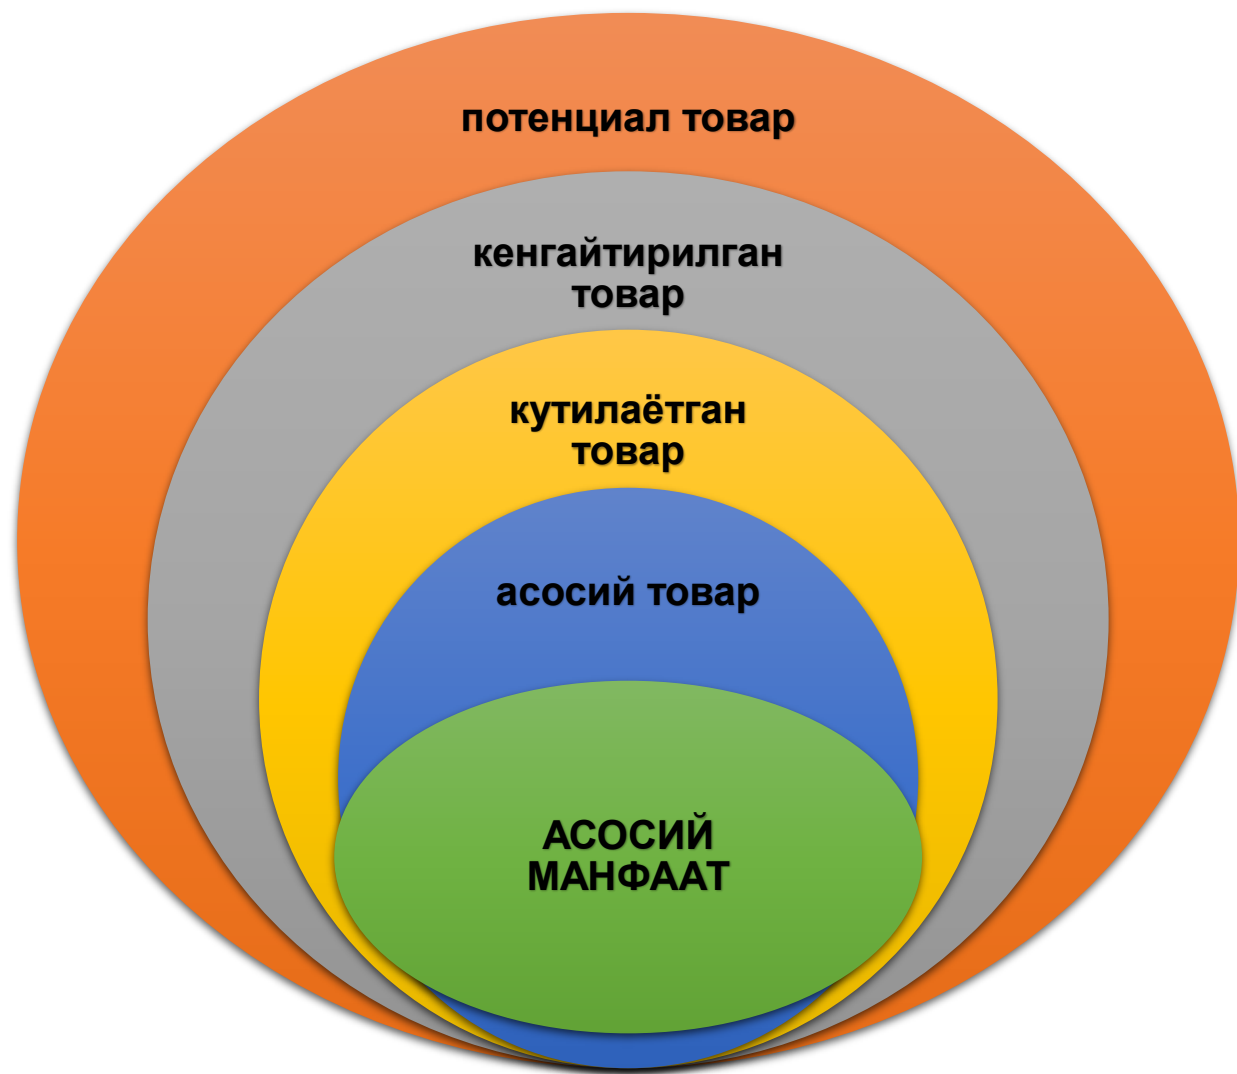 потенциал товар
кенгайтирилган
товар
кутилаётган
товар
асосий товар
АСОСИЙ
МАНФААТ